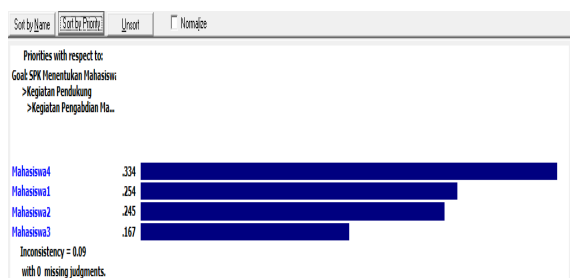 Sort by Name Sort by Priority Unsort Normalize
Priorities with respect to:
Goal: SPK Menentukan Mahasisw
>Kegiatan Pendukung
>Kegiatan Pengabdian Ma...
Mahasiswa4 .334
Mahasiswa1 .254
Mahasiswa2 .245
Mahasiswa3 .167
Inconsistency = 0.09
with 0 missing judgments.